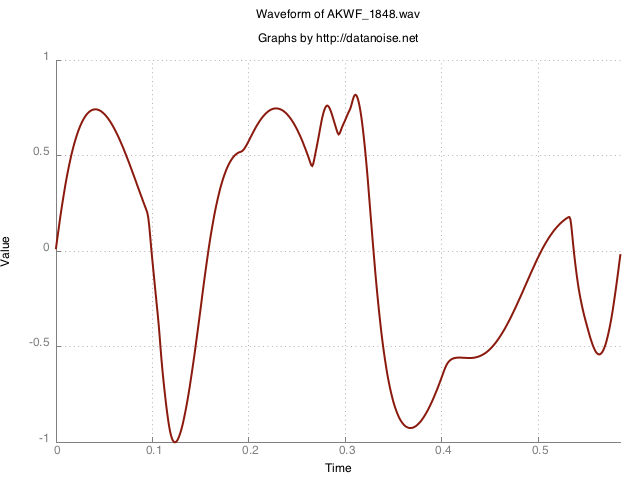 Waveform of AKWF_1848.wav
Graphs by http://datanoise.net
1
0.5
0
-0.5
-1
Value
0 0.1 0.2 0.3 0.4 0.5
Time